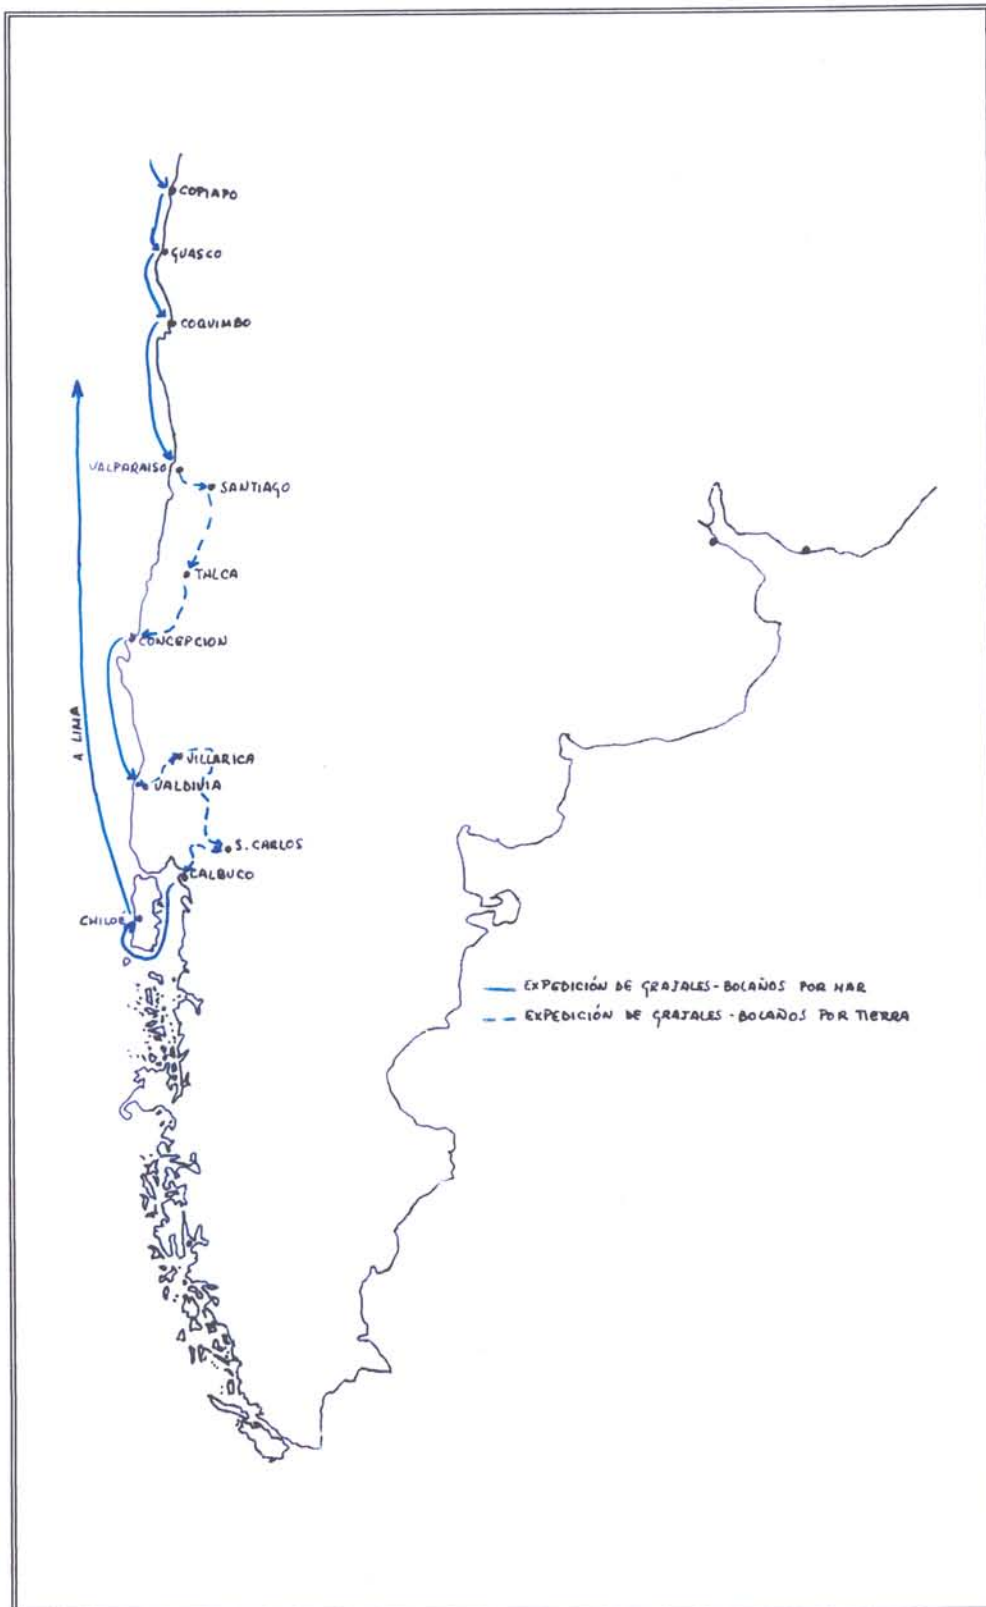 COPIAPO
GUASCO
COQUIMBO
VALPARAISO
SANTIAGO
TALCA
CONCEPCION
A LIMA
VILLARICA
VALDIVIA
S. CARLOS
CALBUCO
CHILOÉ
EXPEDICIÓN DE GRAJALES-BOLAÑOS POR MAR
EXPEDICIÓN DE GRAJALES-BOLAÑOS POR TIERRA